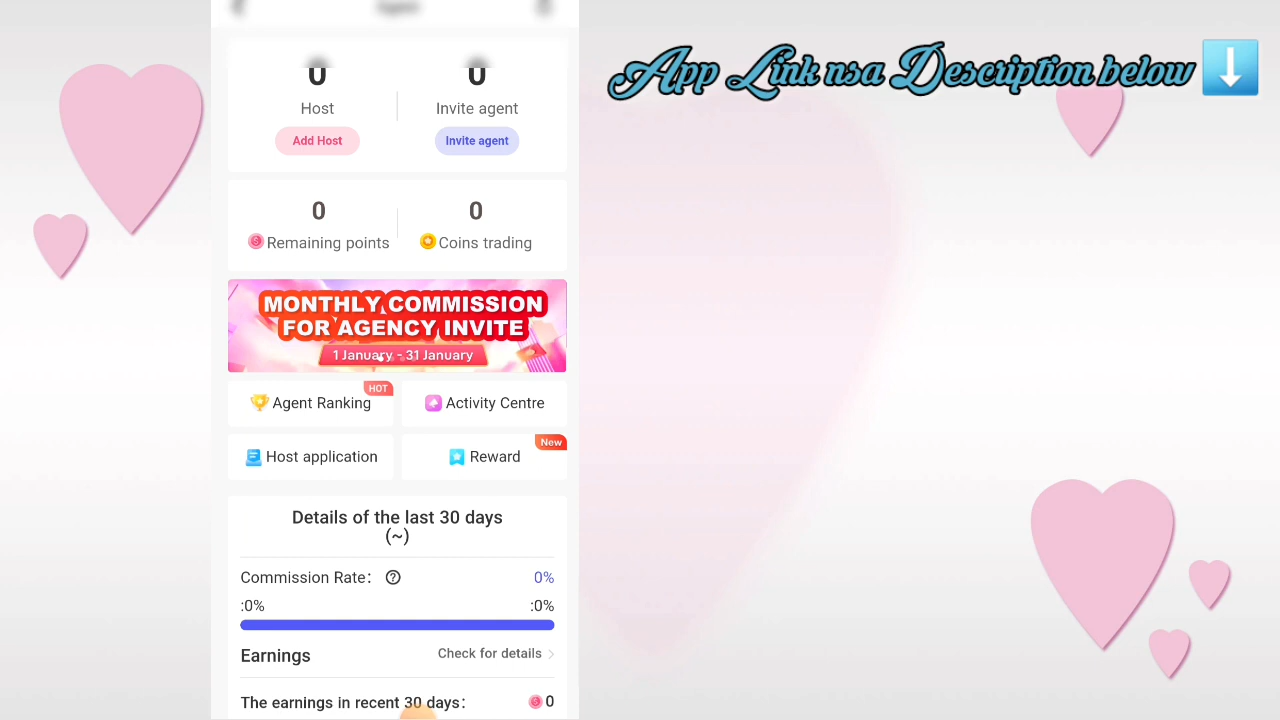 App Link nsa Description below
0
0
Host
Invite agent
Add Host
Invite agent
0
0
Remaining points
Coins trading
MONTHLY COMMISSION
FOR AGENCY INVITE
1 January - 31 January
HOT
Agent Ranking
Activity Centre
New
Host application
Reward
Details of the last 30 days
(~)
Commission Rate:
?
0%
:0%
:0%
Earnings
Check for details
The earnings in recent 30 days:
0